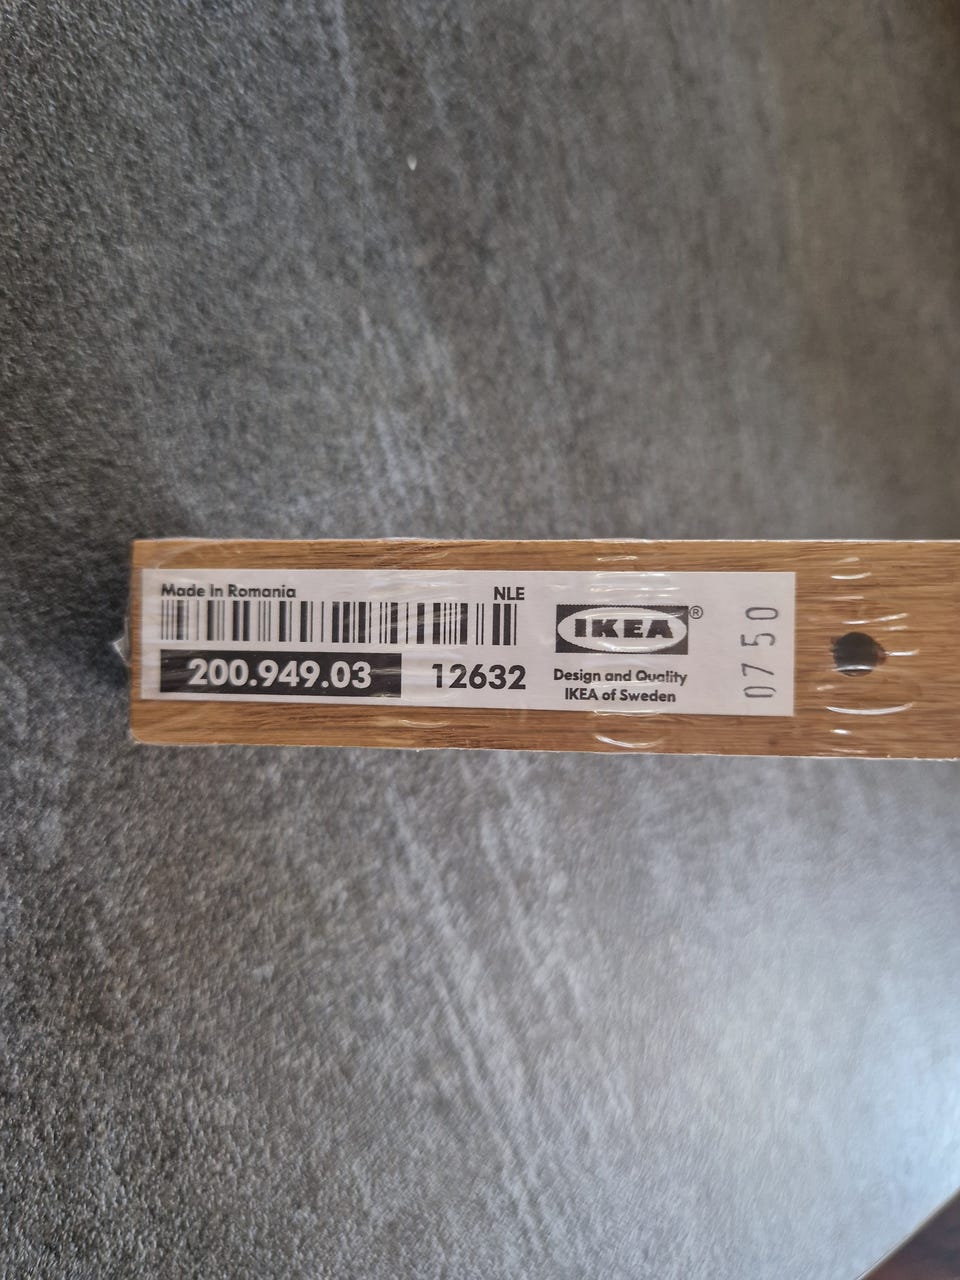 Made In Romania
NLE
200.949.03
12632
IKEA®
Design and Quality
IKEA of Sweden
0750